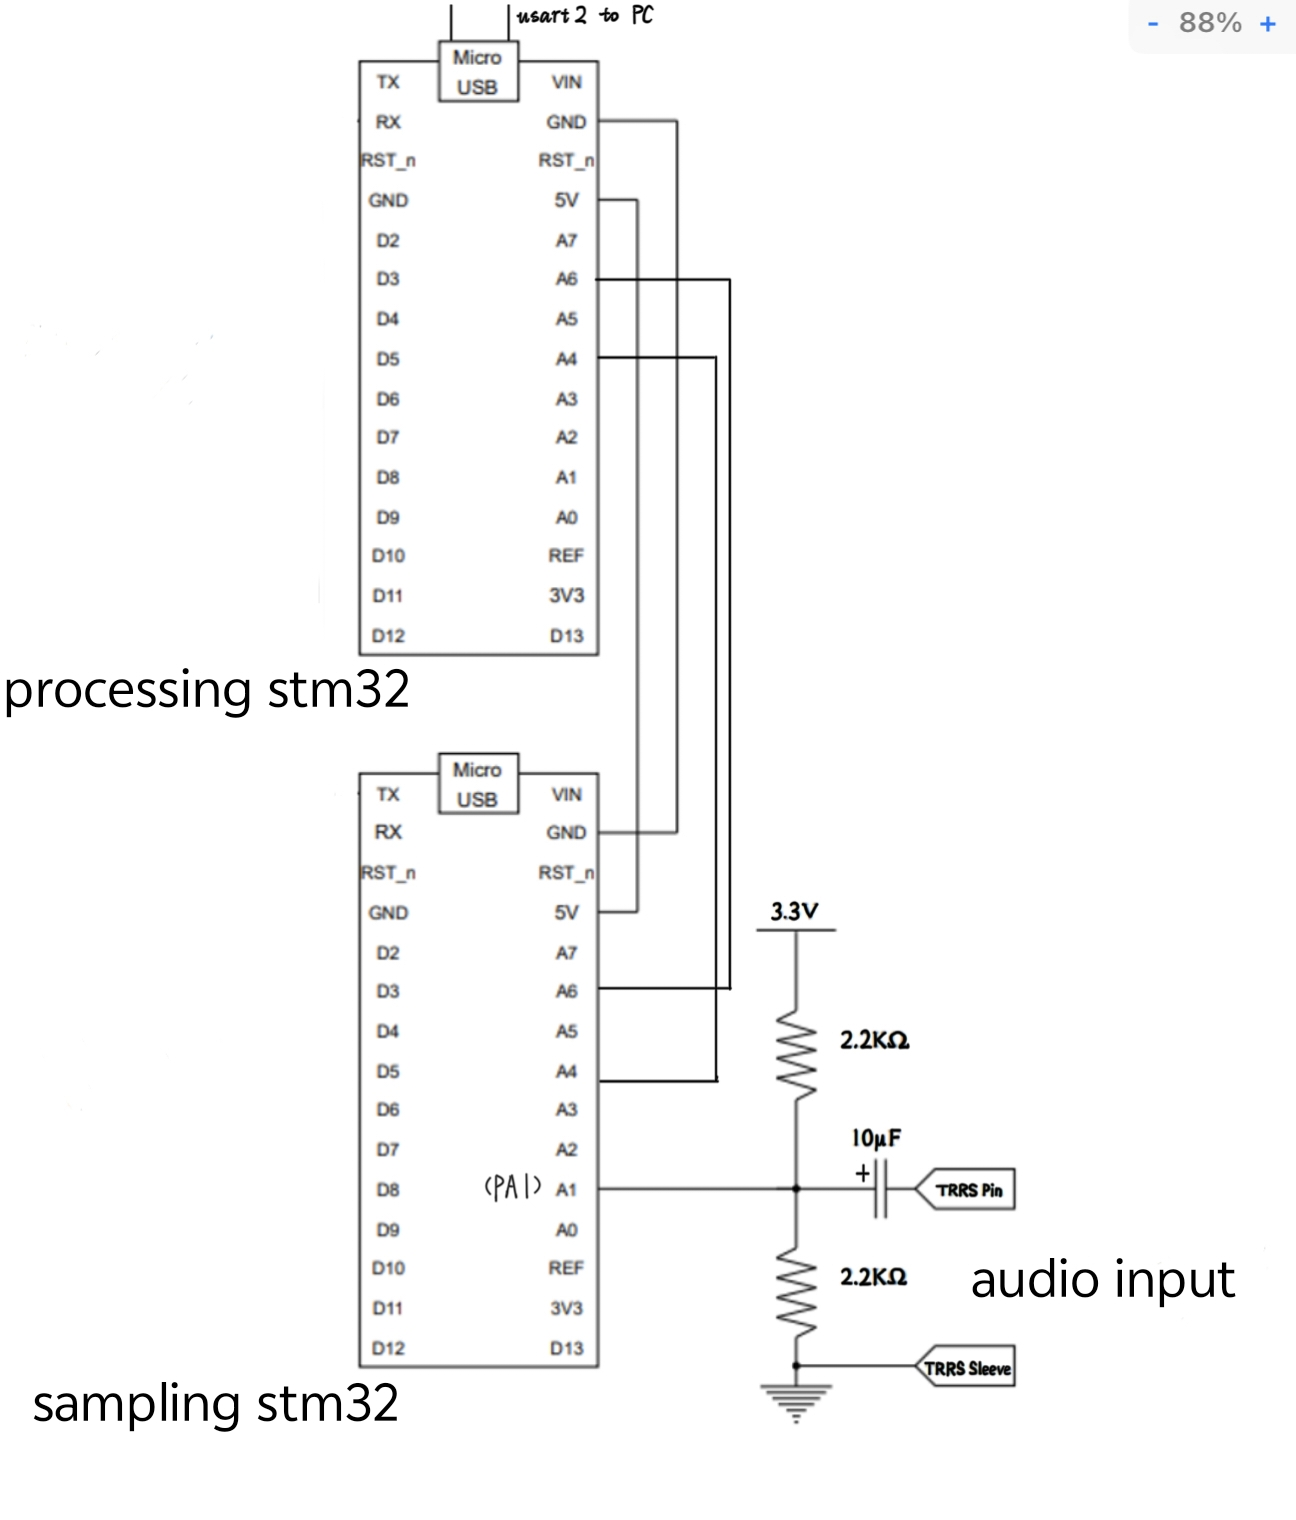 usart 2 to PC
- 88% +
Micro
USB
TX VIN
RX GND
RST_n RST_n
GND 5V
D2 A7
D3 A6
D4 A5
D5 A4
D6 A3
D7 A2
D8 A1
D9 A0
D10 REF
D11 3V3
D12 D13
processing stm32
Micro
USB
TX VIN
RX GND
RST_n RST_n
GND 5V
D2 A7
D3 A6
D4 A5
D5 A4
D6 A3
D7 A2
D8 (PA1) A1
D9 A0
D10 REF
D11 3V3
D12 D13
sampling stm32
3.3V
2.2KΩ
10µF
+
TRRS Pin
2.2KΩ
audio input
TRRS Sleeve